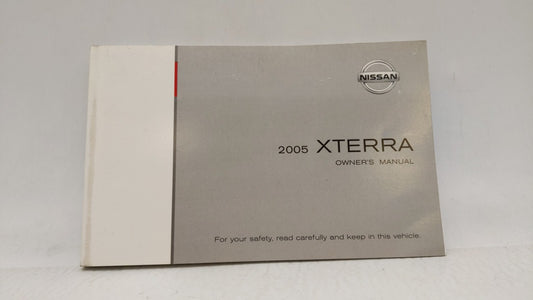 NISSAN
2005 XTERRA
OWNER'S MANUAL
For your safety, read carefully and keep in this vehicle.